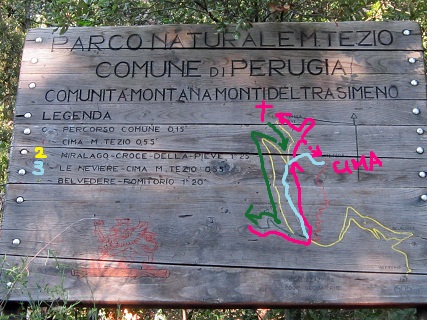 PARCO NATURALE M. TEZIO
COMUNE DI PERUGIA
COMUNITA MONTANA MONTI DEL TRASIMENO
LEGENDA
0 - PERCORSO COMUNE 0,15'
- CIMA M. TEZIO 0,55'
2 - MIRALAGO-CROCE-DELLA-PIEVE 1° 25'
3 - LE NEVIERE-CIMA M. TEZIO 0,55'
- BELVEDERE-ROMITORIO 1° 20'
CIMA